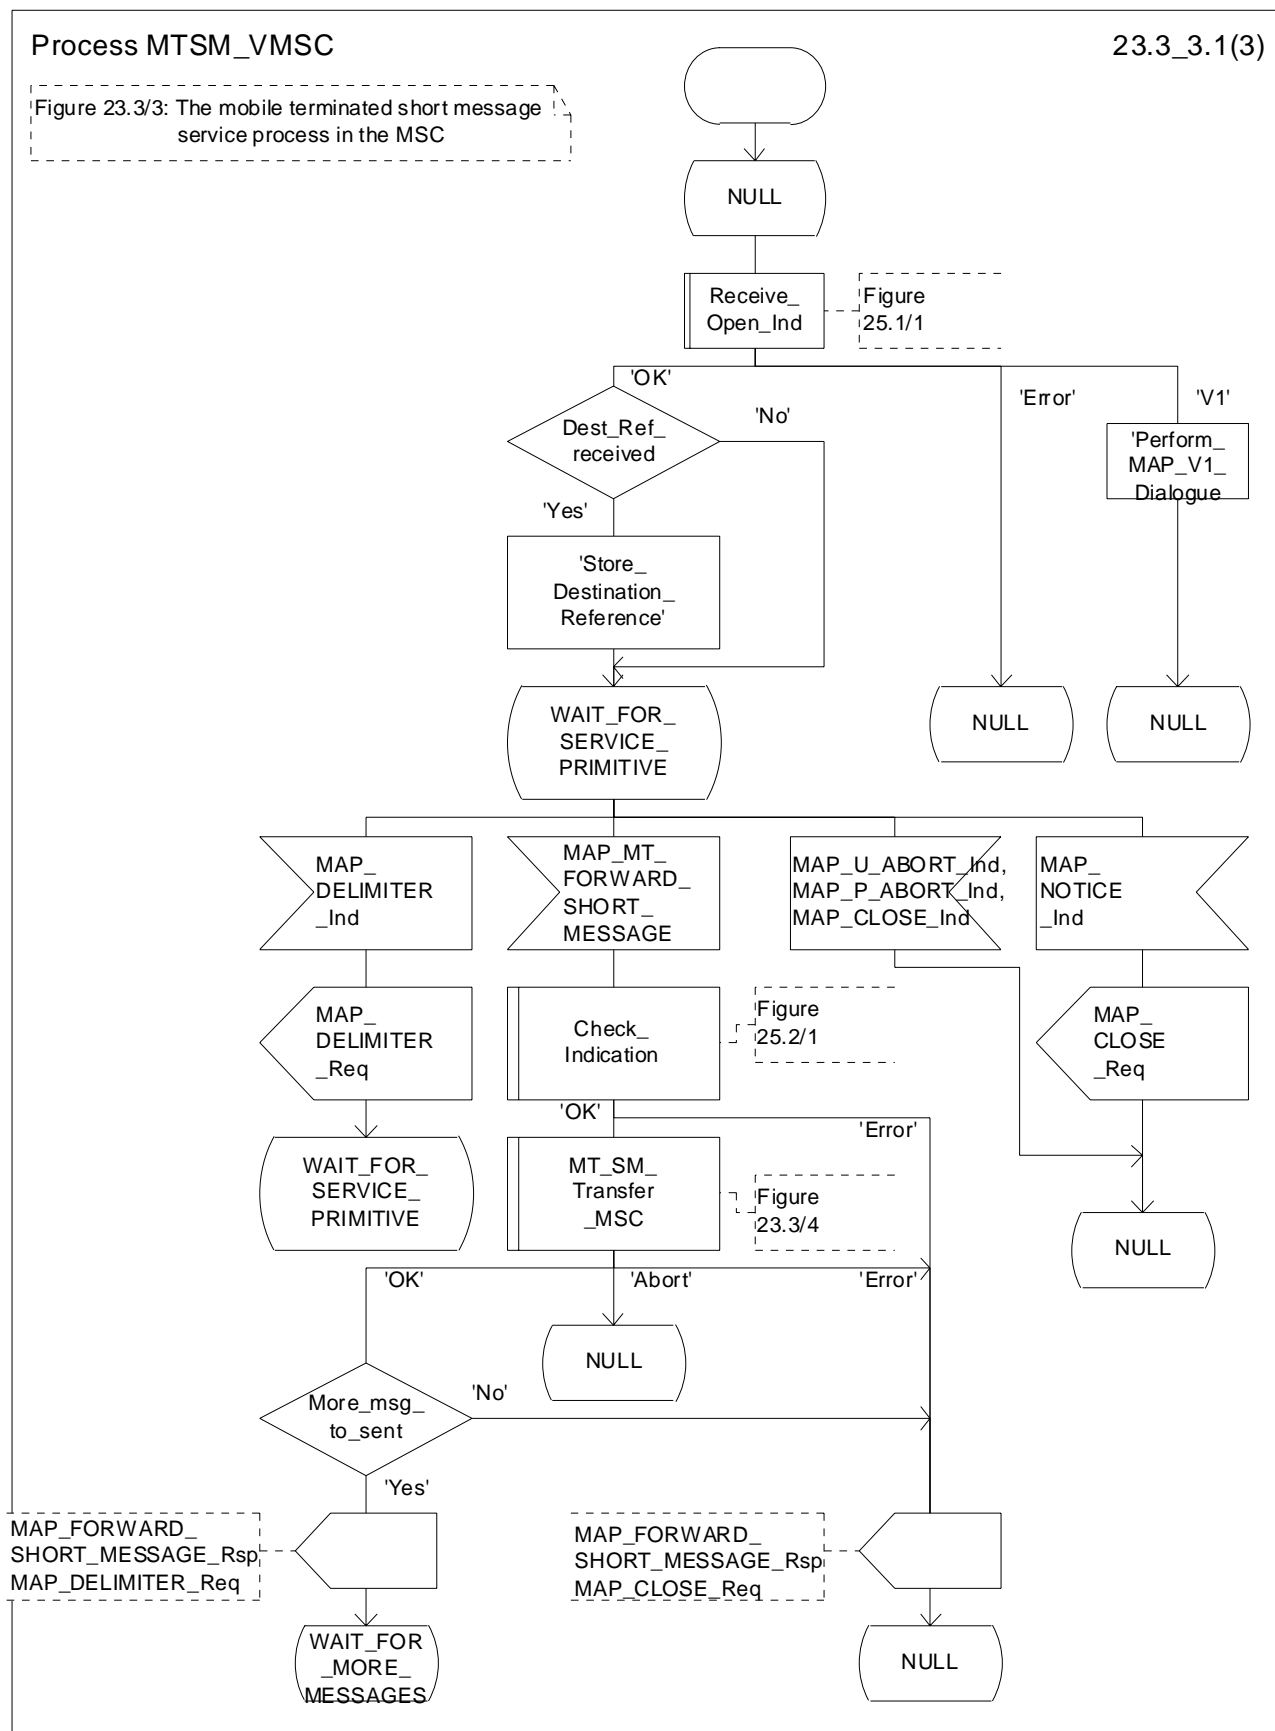 Process MTSM_VMSC
23.3_3.1(3)
Figure 23.3/3: The mobile terminated short message
service process in the MSC
NULL
Receive_
Open_Ind
Figure
25.1/1
'OK'
'Error'
'V1'
Dest_Ref_
received
'No'
'Perform_
MAP_V1_
Dialogue
'Yes'
'Store_
Destination_
Reference'
WAIT_FOR_
SERVICE_
PRIMITIVE
NULL
NULL
MAP_
DELIMITER
_Ind
MAP_MT_
FORWARD_
SHORT_
MESSAGE
MAP_U_ABORT_Ind,
MAP_P_ABORT_Ind,
MAP_CLOSE_Ind
MAP_
NOTICE
_Ind
MAP_
DELIMITER
_Req
Check_
Indication
Figure
25.2/1
MAP_
CLOSE
_Req
'OK'
'Error'
WAIT_FOR_
SERVICE_
PRIMITIVE
MT_SM_
Transfer
_MSC
Figure
23.3/4
NULL
'OK'
'Abort'
'Error'
NULL
More_msg_
to_sent
'No'
'Yes'
MAP_FORWARD_
SHORT_MESSAGE_Rsp
MAP_DELIMITER_Req
MAP_FORWARD_
SHORT_MESSAGE_Rsp
MAP_CLOSE_Req
WAIT_FOR
_MORE_
MESSAGES
NULL